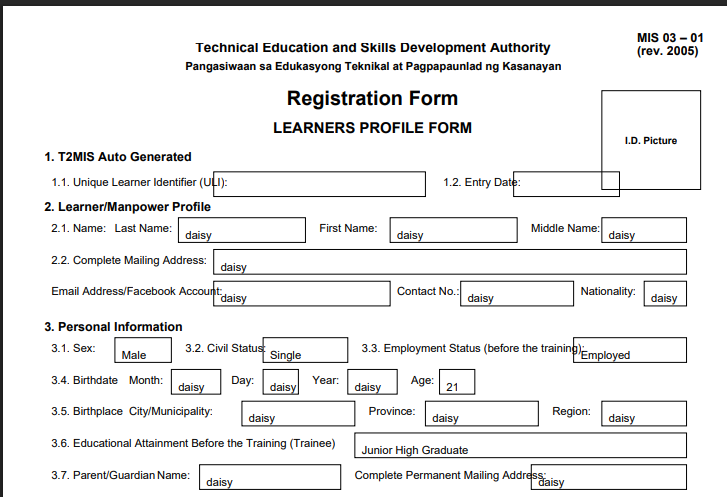 MIS 03 – 01
(rev. 2005)
Technical Education and Skills Development Authority
Pangasiwaan sa Edukasyong Teknikal at Pagpapaunlad ng Kasanayan
Registration Form
LEARNERS PROFILE FORM
I.D. Picture
1. T2MIS Auto Generated
1.1. Unique Learner Identifier (ULI): 1.2. Entry Date:
2. Learner/Manpower Profile
2.1. Name: Last Name: daisy First Name: daisy Middle Name: daisy
2.2. Complete Mailing Address: daisy
Email Address/Facebook Account: daisy Contact No.: daisy Nationality: daisy
3. Personal Information
3.1. Sex: Male 3.2. Civil Status: Single 3.3. Employment Status (before the training): Employed
3.4. Birthdate Month: daisy Day: daisy Year: daisy Age: 21
3.5. Birthplace City/Municipality: daisy Province: daisy Region: daisy
3.6. Educational Attainment Before the Training (Trainee) Junior High Graduate
3.7. Parent/Guardian Name: daisy Complete Permanent Mailing Address: daisy